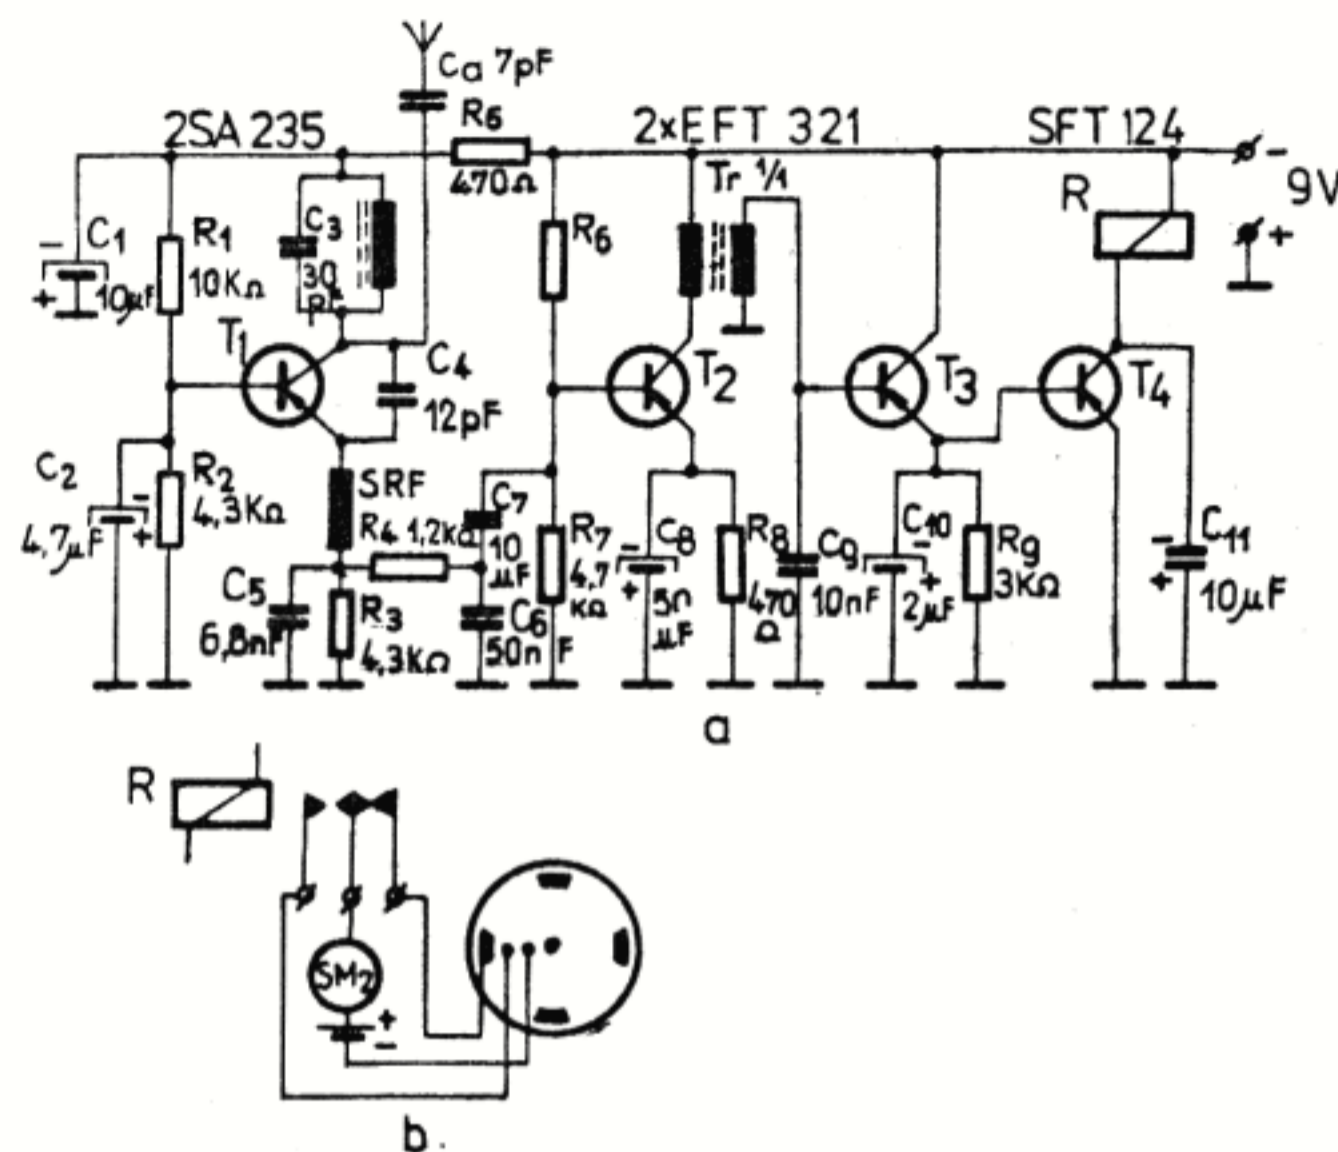 Ca 7pF
2SA 235
R6
470Ω
2xEFT 321
SFT 124
-
9V
+
Tr 1/1
R
- C1
+ 10µF
R1
10KΩ
C3
30
pF
R6
T1
C4
12pF
T2
T3
T4
C2
4,7µF
-
+
R2
4,3KΩ
SRF
R4 1,2KΩ
C7
10
µF
R7
4,7
KΩ
C8
-
+
50
µF
R8
470
Ω
C9
10nF
C10
-
+
2µF
R9
3KΩ
C11
-
+
10µF
C5
6,8nF
R3
4,3KΩ
C6
50nF
a
R
SM2
+
-
b.